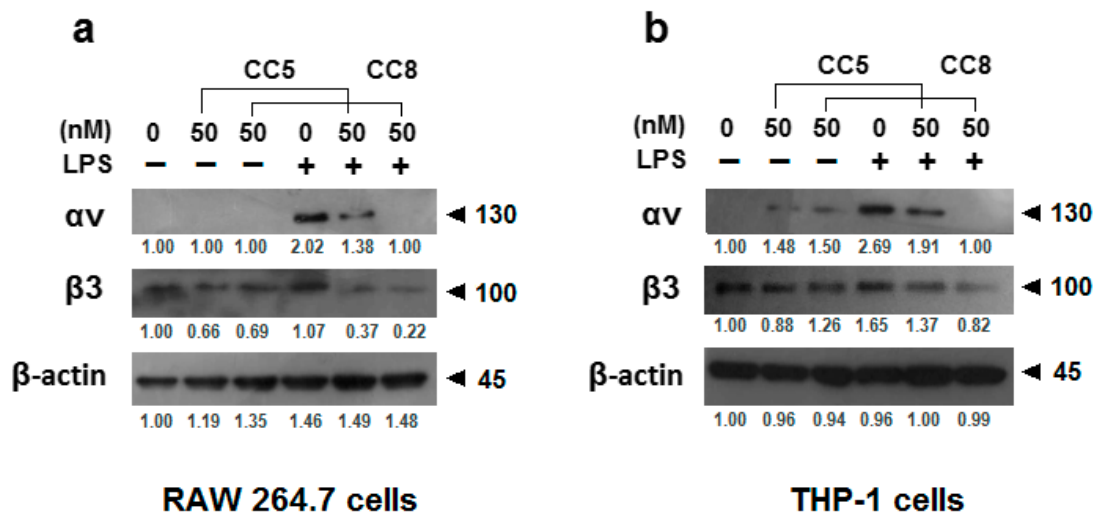 a
CC5 CC8
(nM) 0 50 50 0 50 50
LPS − − − + + +
αv ◄ 130
1.00 1.00 1.00 2.02 1.38 1.00
β3 ◄ 100
1.00 0.66 0.69 1.07 0.37 0.22
β-actin ◄ 45
1.00 1.19 1.35 1.46 1.49 1.48
RAW 264.7 cells
b
CC5 CC8
(nM) 0 50 50 0 50 50
LPS − − − + + +
αv ◄ 130
1.00 1.48 1.50 2.69 1.91 1.00
β3 ◄ 100
1.00 0.88 1.26 1.65 1.37 0.82
β-actin ◄ 45
1.00 0.96 0.94 0.96 1.00 0.99
THP-1 cells